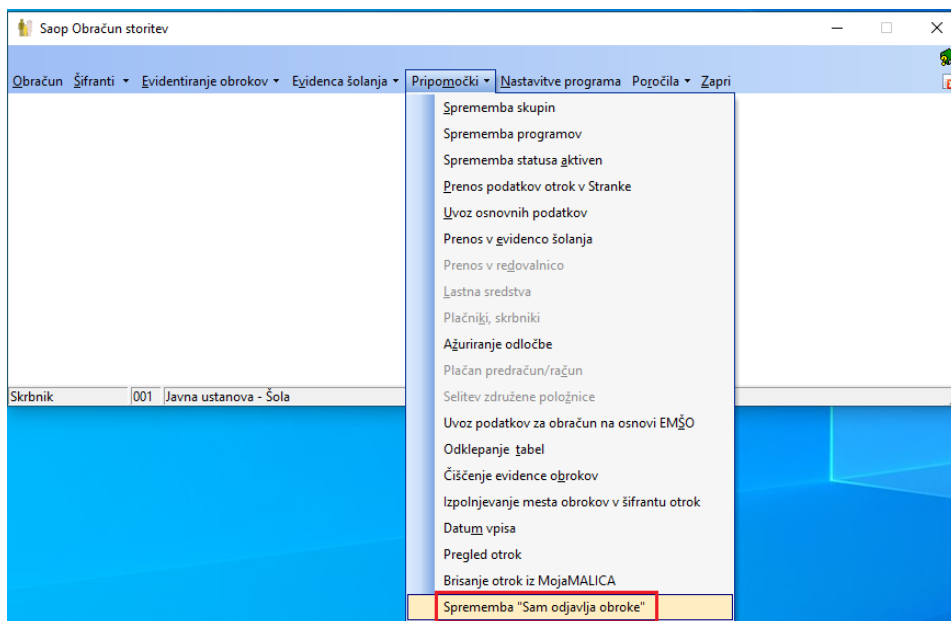 Saop Obračun storitev
Obračun Šifranti Evidentiranje obrokov Evidenca šolanja Pripomočki Nastavitve programa Poročila Zapri
Sprememba skupin
Sprememba programov
Sprememba statusa aktiven
Prenos podatkov otrok v Stranke
Uvoz osnovnih podatkov
Prenos v evidenco šolanja
Prenos v redovalnico
Lastna sredstva
Plačniki, skrbniki
Ažuriranje odločbe
Plačan predračun/račun
Selitev združene položnice
Uvoz podatkov za obračun na osnovi EMŠO
Odklepanje tabel
Čiščenje evidence obrokov
Izpolnjevanje mesta obrokov v šifrantu otrok
Datum vpisa
Pregled otrok
Brisanje otrok iz MojaMALICA
Sprememba "Sam odjavlja obroke"
Skrbnik 001 Javna ustanova - Šola